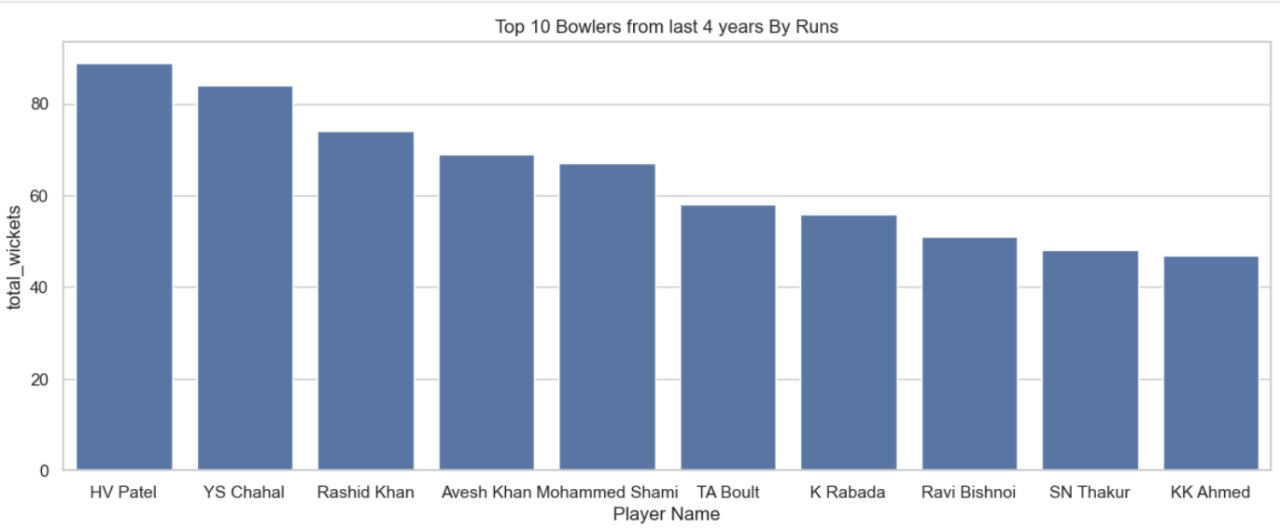 Top 10 Bowlers from last 4 years By Runs
total_wickets
80
60
40
20
0
HV Patel YS Chahal Rashid Khan Avesh Khan Mohammed Shami TA Boult K Rabada Ravi Bishnoi SN Thakur KK Ahmed
Player Name